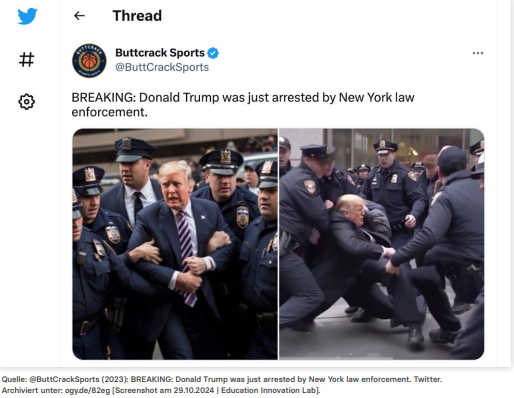 Thread
BUTTCRACK
SPORTS
Buttcrack Sports
@ButtCrackSports
BREAKING: Donald Trump was just arrested by New York law
enforcement.
Quelle: @ButtCrackSports (2023): BREAKING: Donald Trump was just arrested by New York law enforcement. Twitter.
Archiviert unter: ogy.de/82eg [Screenshot am 29.10.2024 | Education Innovation Lab].